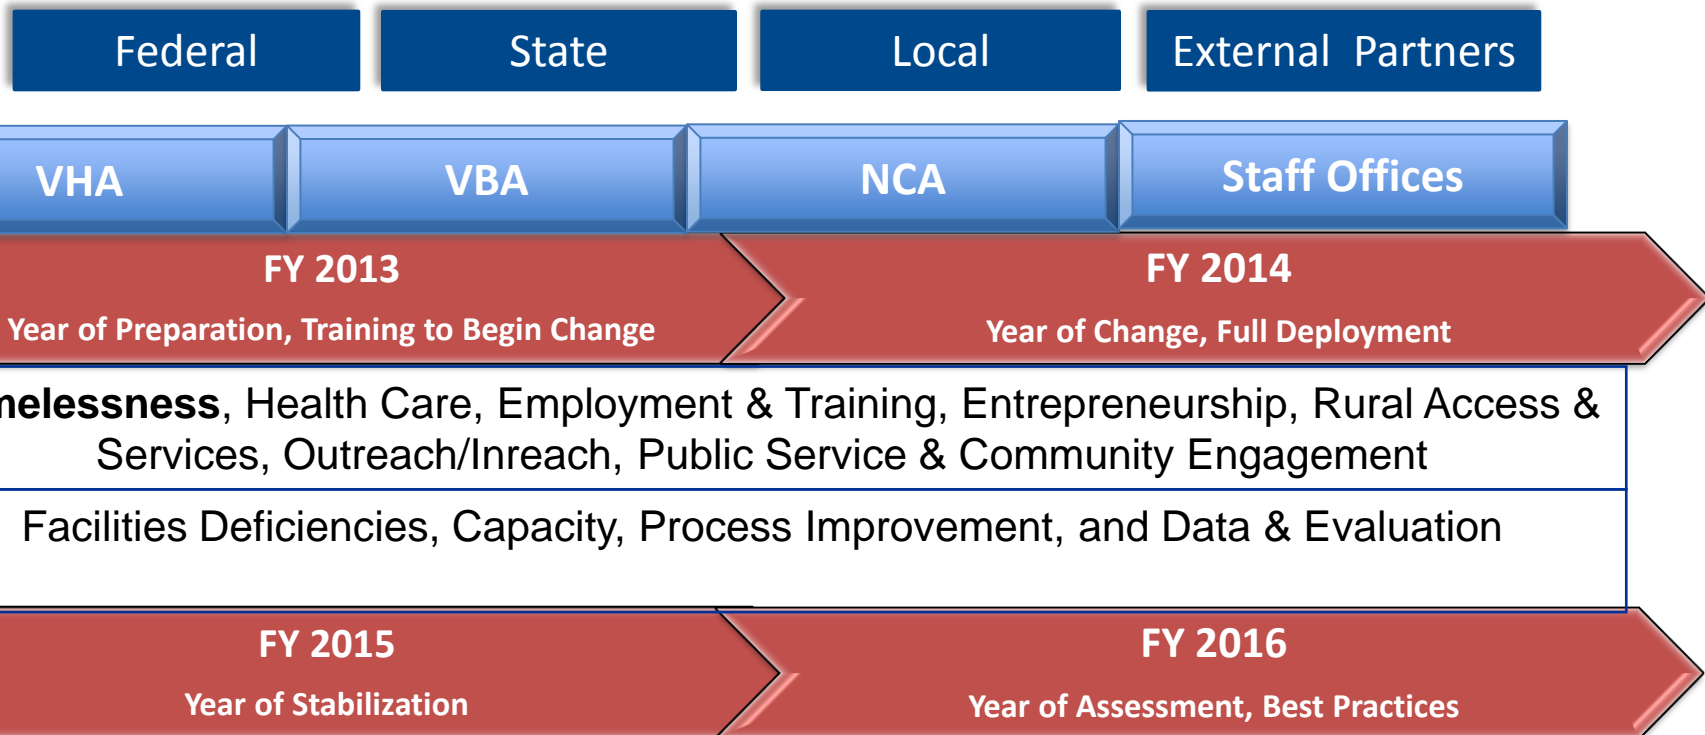 Federal State Local External Partners
VHA VBA NCA Staff Offices
FY 2013 FY 2014
Year of Preparation, Training to Begin Change Year of Change, Full Deployment
melessness, Health Care, Employment & Training, Entrepreneurship, Rural Access &
Services, Outreach/Inreach, Public Service & Community Engagement
Facilities Deficiencies, Capacity, Process Improvement, and Data & Evaluation
FY 2015 FY 2016
Year of Stabilization Year of Assessment, Best Practices